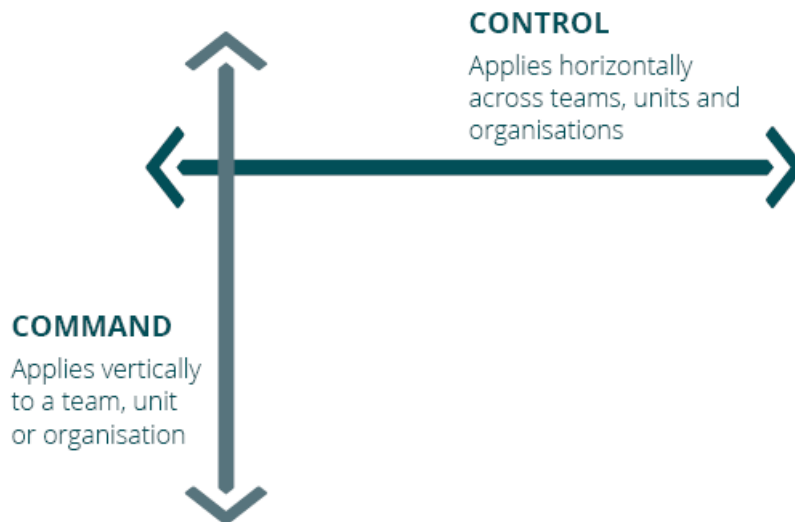 CONTROL
Applies horizontally
across teams, units and
organisations
COMMAND
Applies vertically
to a team, unit
or organisation